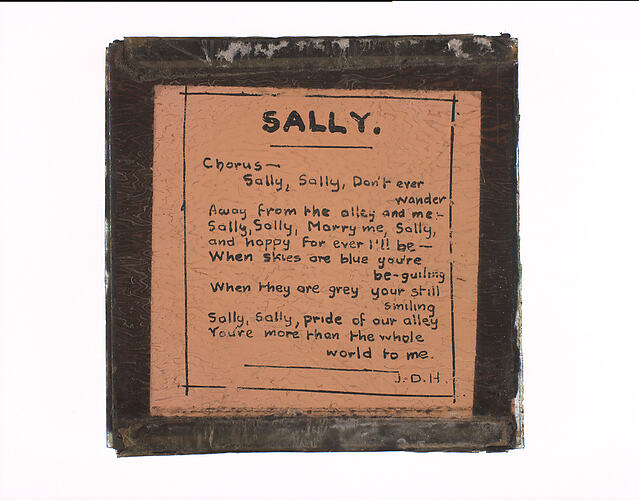 SALLY.
Chorus—
Sally, Sally, Don't ever
wander
Away from the alley and me:-
Sally, Sally, Marry me, Sally,
and happy for ever I'll be—
When skies are blue you're
be-guiling
When they are grey your still
smiling
Sally, Sally, pride of our alley
You're more than the whole
world to me.
J.D.H.